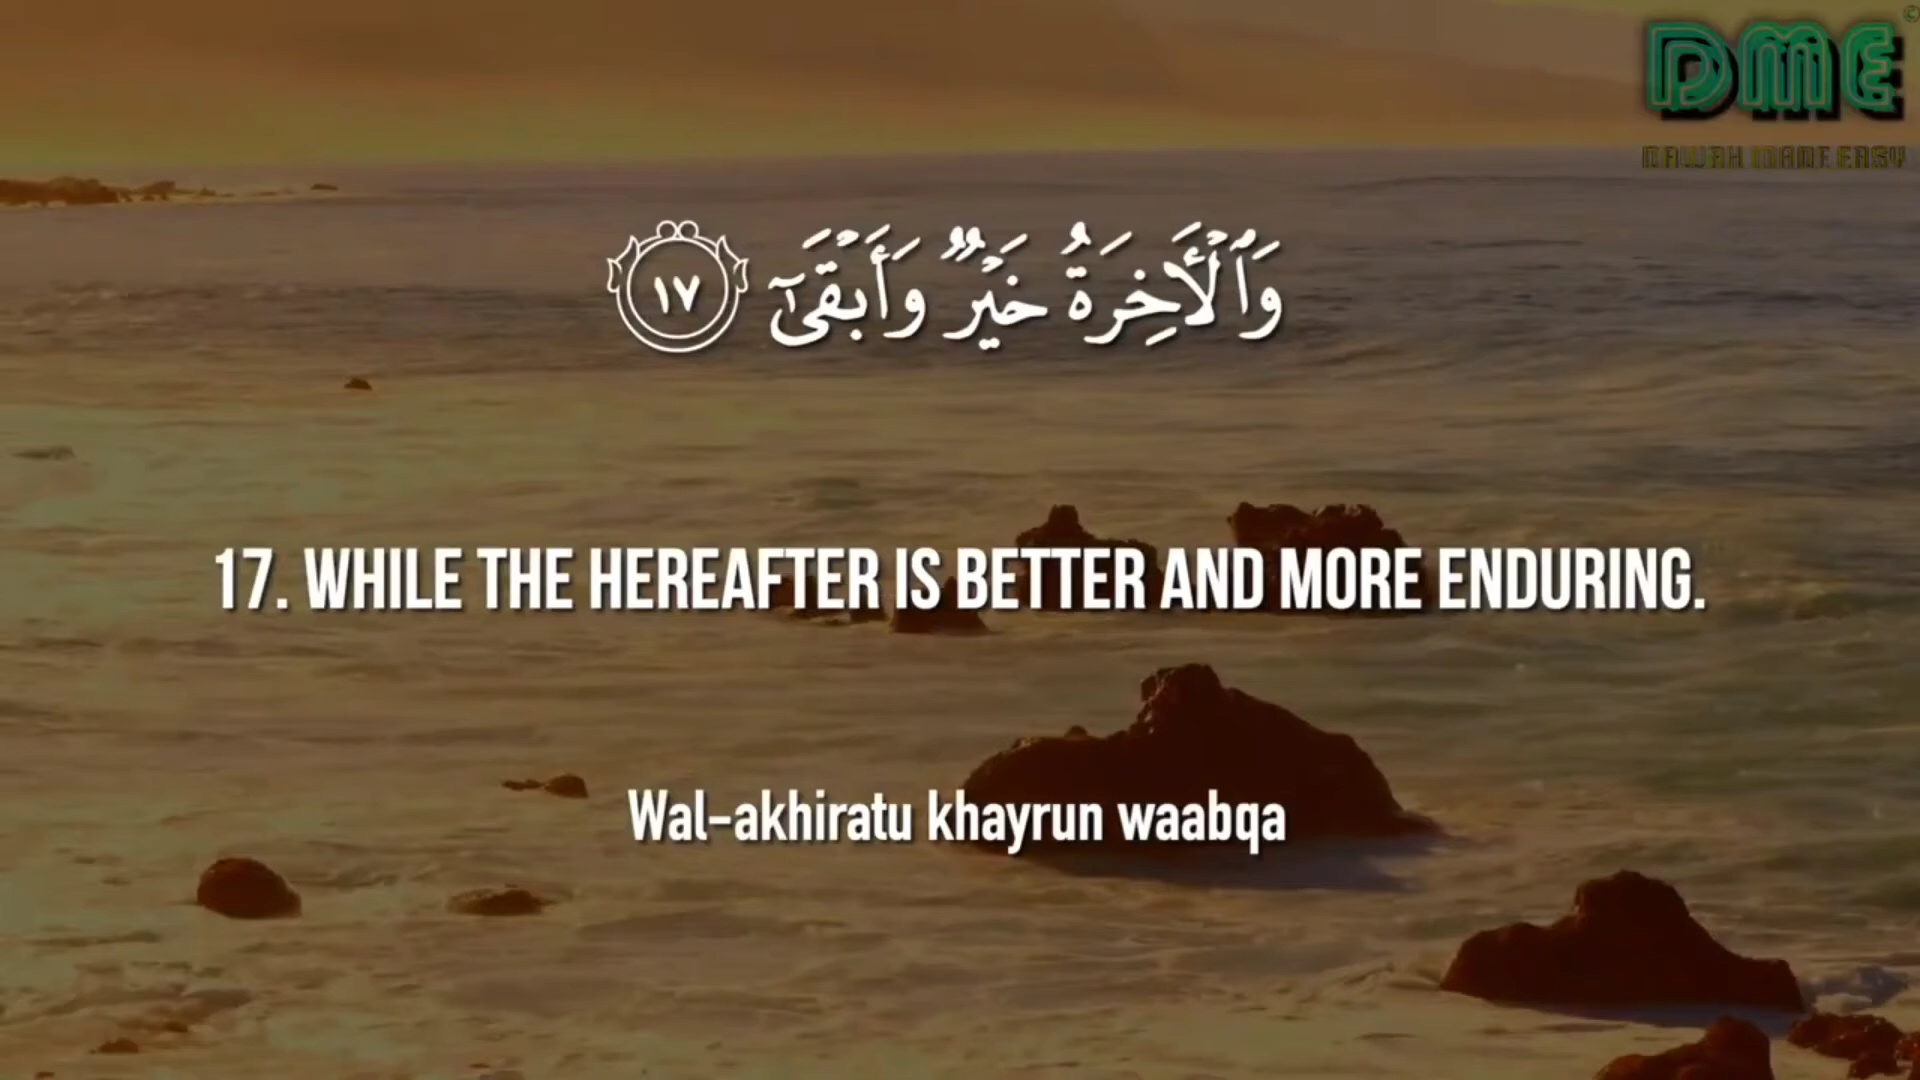 DME
DAWAH MADE EASY
وَٱلْأَخِرَةُ خَيْرٌ وَأَبْقَىٰٓ ١٧
17. WHILE THE HEREAFTER IS BETTER AND MORE ENDURING.
Wal-akhiratu khayrun waabqa